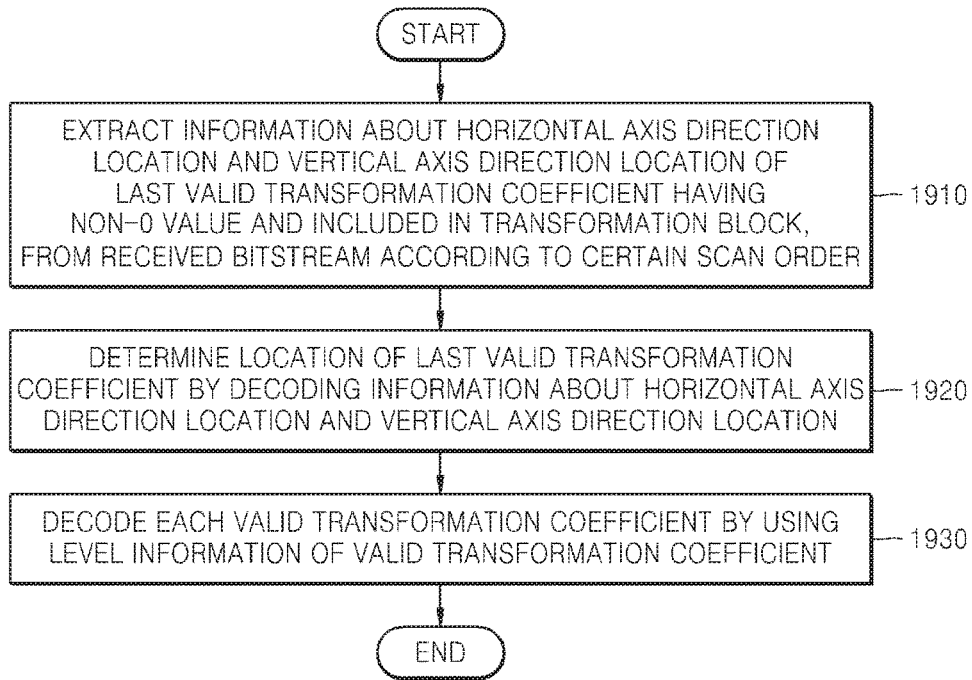 START
EXTRACT INFORMATION ABOUT HORIZONTAL AXIS DIRECTION
LOCATION AND VERTICAL AXIS DIRECTION LOCATION OF
LAST VALID TRANSFORMATION COEFFICIENT HAVING
NON-0 VALUE AND INCLUDED IN TRANSFORMATION BLOCK,
FROM RECEIVED BITSTREAM ACCORDING TO CERTAIN SCAN ORDER
1910
DETERMINE LOCATION OF LAST VALID TRANSFORMATION
COEFFICIENT BY DECODING INFORMATION ABOUT HORIZONTAL AXIS
DIRECTION LOCATION AND VERTICAL AXIS DIRECTION LOCATION
1920
DECODE EACH VALID TRANSFORMATION COEFFICIENT BY USING
LEVEL INFORMATION OF VALID TRANSFORMATION COEFFICIENT
1930
END